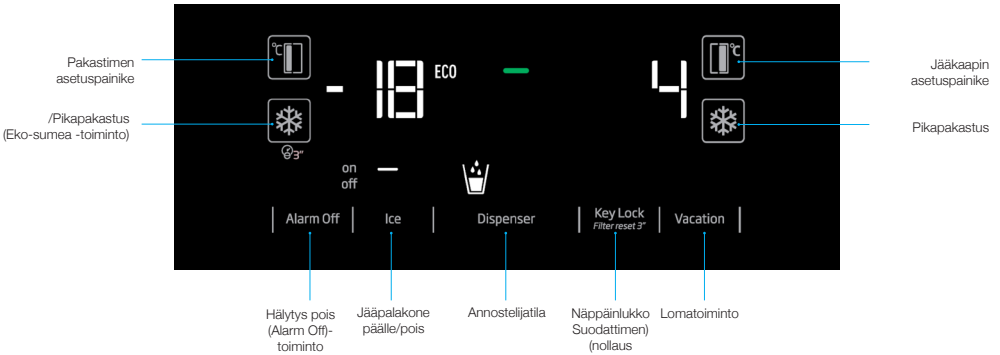 Pakastimen
asetuspainike
/Pikapakastus
(Eko-sumea -toiminto)
°C
-18 ECO
4
°C
Jääkaapin
asetuspainike
Pikapakastus
3"
on
off
Alarm Off
Ice
Dispenser
Key Lock
Filter reset 3"
Vacation
Hälytys pois
(Alarm Off)-
toiminto
Jääpalakone
päälle/pois
Annostelijatila
Näppäinlukko
Suodattimen)
(nollaus
Lomatoiminto